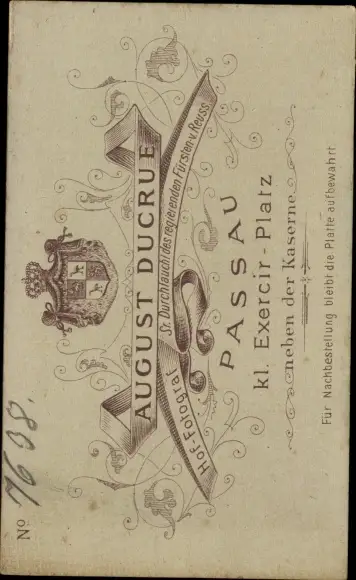 No 7698.
AUGUST DUCRUE
Hof-Fotograf Sr. Durchlaucht des regierenden Fürsten v. Reuss
PASSAU
kl. Exercir-Platz
neben der Kaserne.
Für Nachbestellung bleibt die Platte aufbewahrt